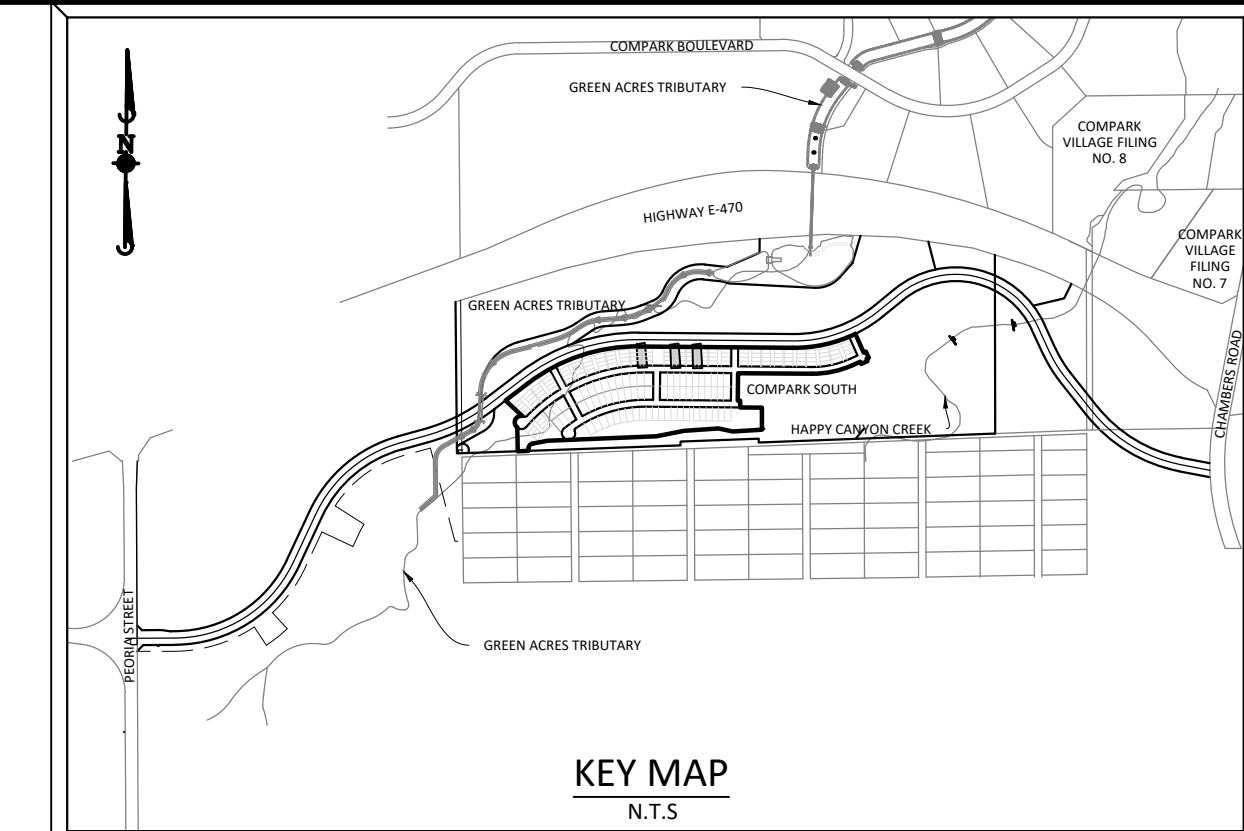 COMPARK BOULEVARD
GREEN ACRES TRIBUTARY
COMPARK
VILLAGE FILING
NO. 8
N
HIGHWAY E-470
COMPARK
VILLAGE
FILING
NO. 7
GREEN ACRES TRIBUTARY
CHAMBERS ROAD
COMPARK SOUTH
HAPPY CANYON CREEK
PEORIA STREET
GREEN ACRES TRIBUTARY
KEY MAP
N.T.S